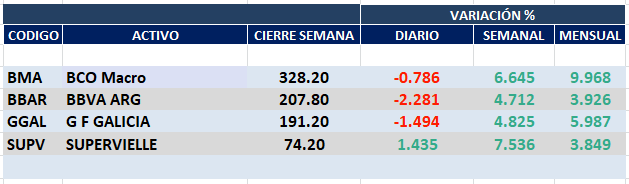 VARIACIÓN %
CODIGO ACTIVO CIERRE SEMANA DIARIO SEMANAL MENSUAL
BMA BCO Macro 328.20 -0.786 6.645 9.968
BBAR BBVA ARG 207.80 -2.281 4.712 3.926
GGAL G F GALICIA 191.20 -1.494 4.825 5.987
SUPV SUPERVIELLE 74.20 1.435 7.536 3.849